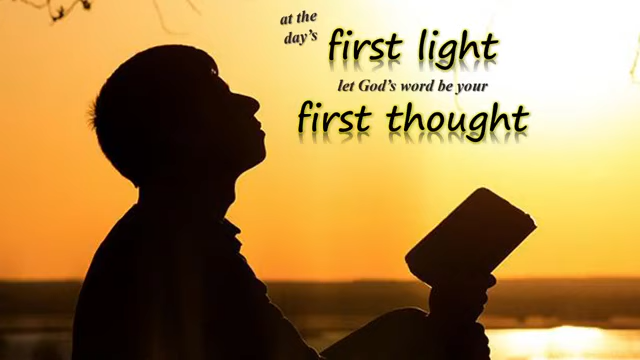 at the
day's
first light
let God's word be your
first thought